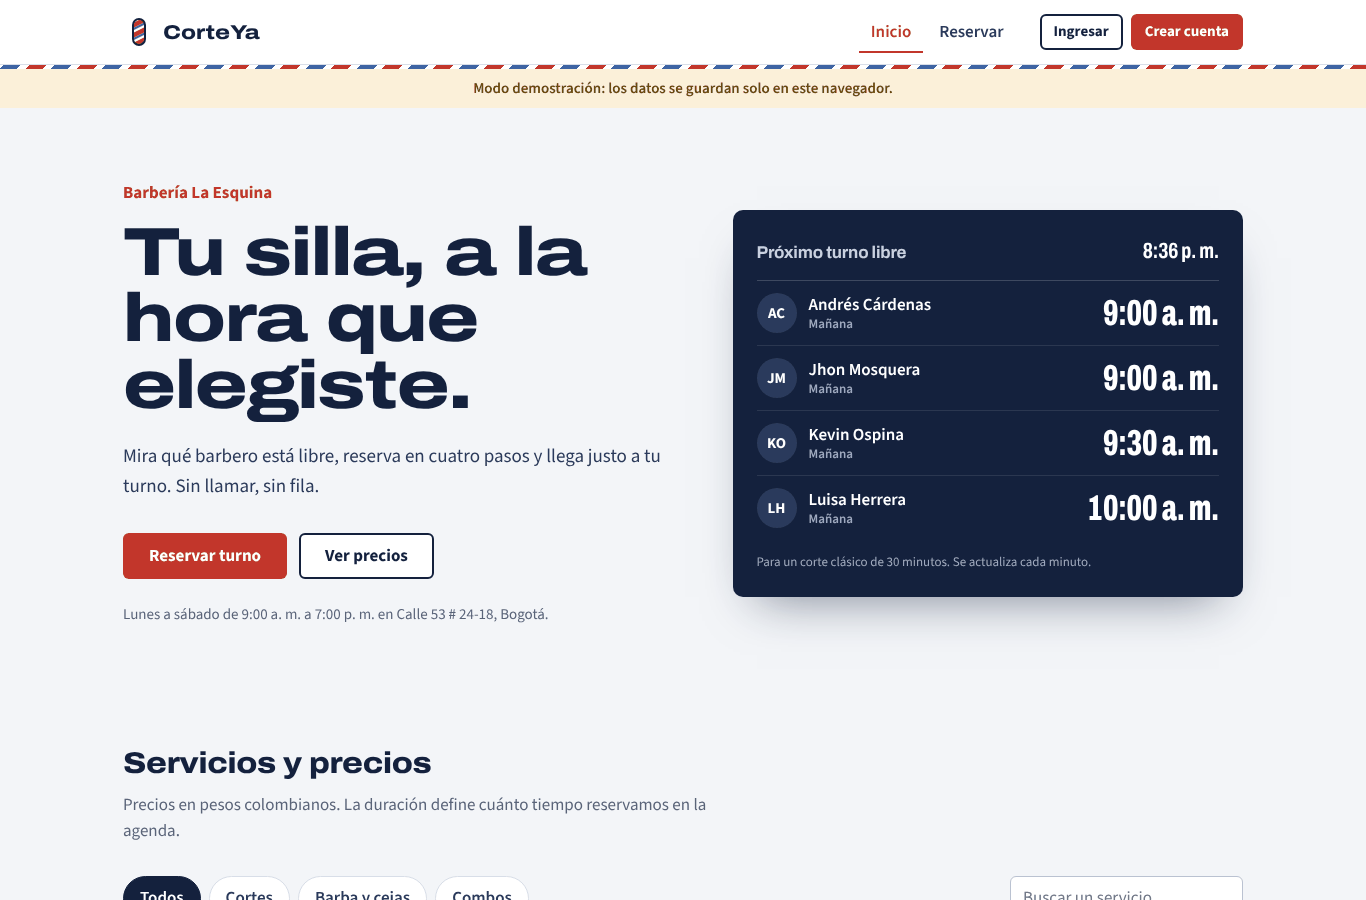 CorteYa
Inicio
Reservar
Ingresar
Crear cuenta
Modo demostración: los datos se guardan solo en este navegador.
Barbería La Esquina
Tu silla, a la
hora que
elegiste.
Mira qué barbero está libre, reserva en cuatro pasos y llega justo a tu
turno. Sin llamar, sin fila.
Reservar turno
Ver precios
Lunes a sábado de 9:00 a. m. a 7:00 p. m. en Calle 53 # 24-18, Bogotá.
Próximo turno libre
8:36 p. m.
AC
Andrés Cárdenas
Mañana
9:00 a. m.
JM
Jhon Mosquera
Mañana
9:00 a. m.
KO
Kevin Ospina
Mañana
9:30 a. m.
LH
Luisa Herrera
Mañana
10:00 a. m.
Para un corte clásico de 30 minutos. Se actualiza cada minuto.
Servicios y precios
Precios en pesos colombianos. La duración define cuánto tiempo reservamos en la
agenda.
Todos
Cortes
Barba y cejas
Combos
Buscar un servicio